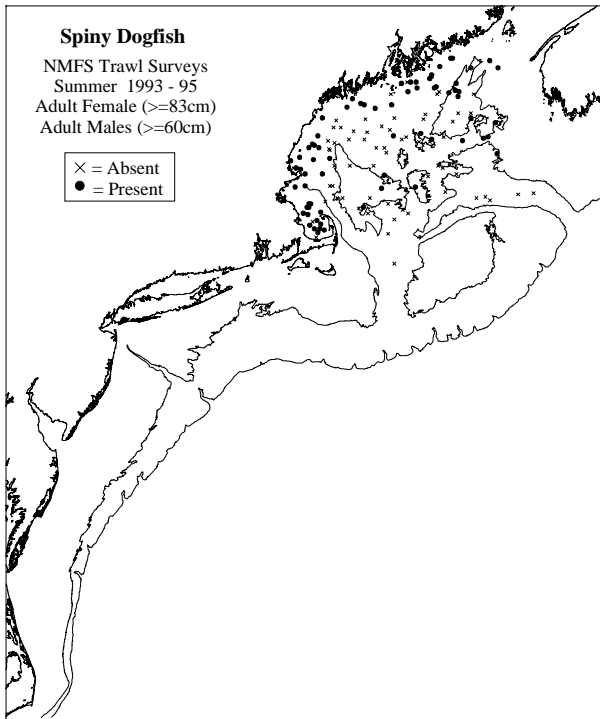 Spiny Dogfish
NMFS Trawl Surveys
Summer 1993 - 95
Adult Female (>=83cm)
Adult Males (>=60cm)
× = Absent
● = Present